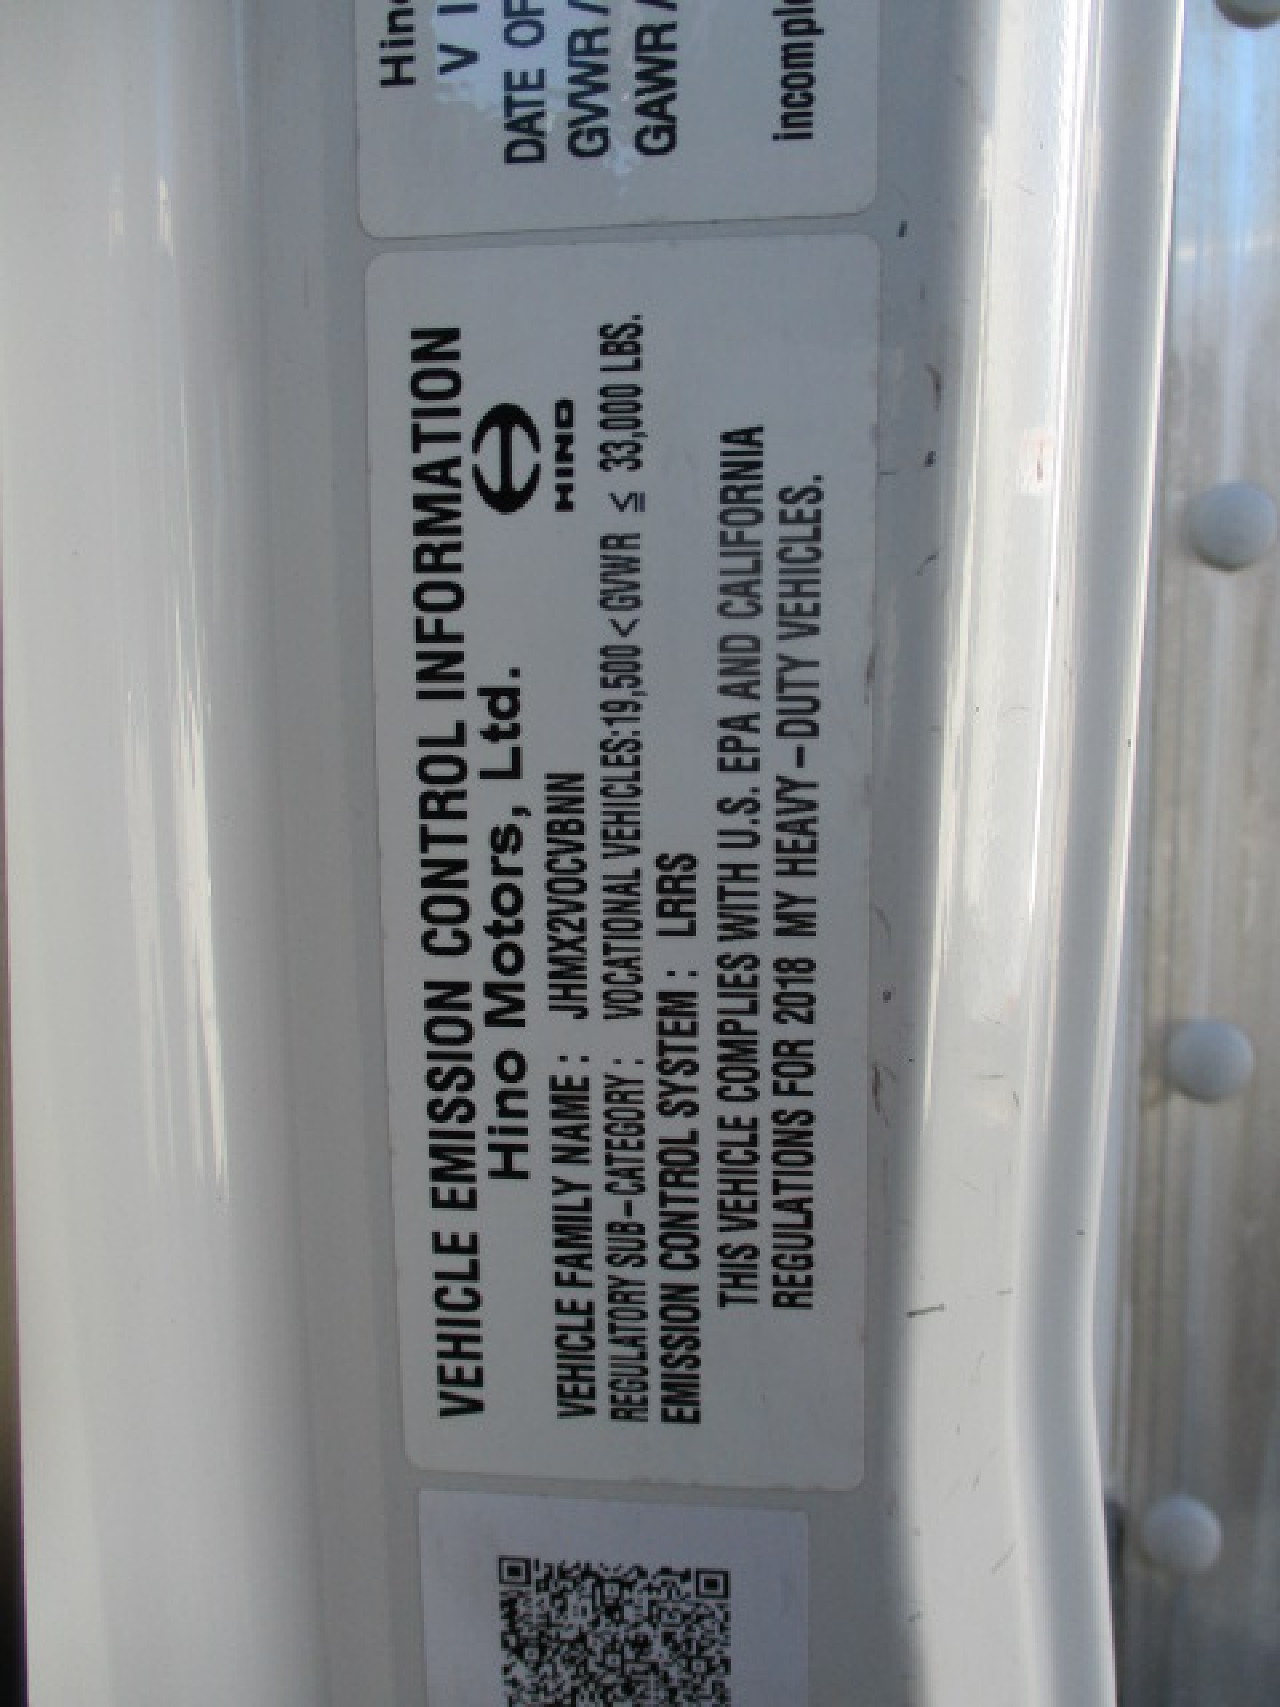 VEHICLE EMISSION CONTROL INFORMATION
Hino Motors, Ltd.
HINO
VEHICLE FAMILY NAME : JHMX2VOCVBNN
REGULATORY SUB-CATEGORY : VOCATIONAL VEHICLES:19,500 < GVWR ≦ 33,000 LBS.
EMISSION CONTROL SYSTEM : LRRS
THIS VEHICLE COMPLIES WITH U.S. EPA AND CALIFORNIA
REGULATIONS FOR 2018 MY HEAVY-DUTY VEHICLES.
DATE OF
GVWR /
GAWR /